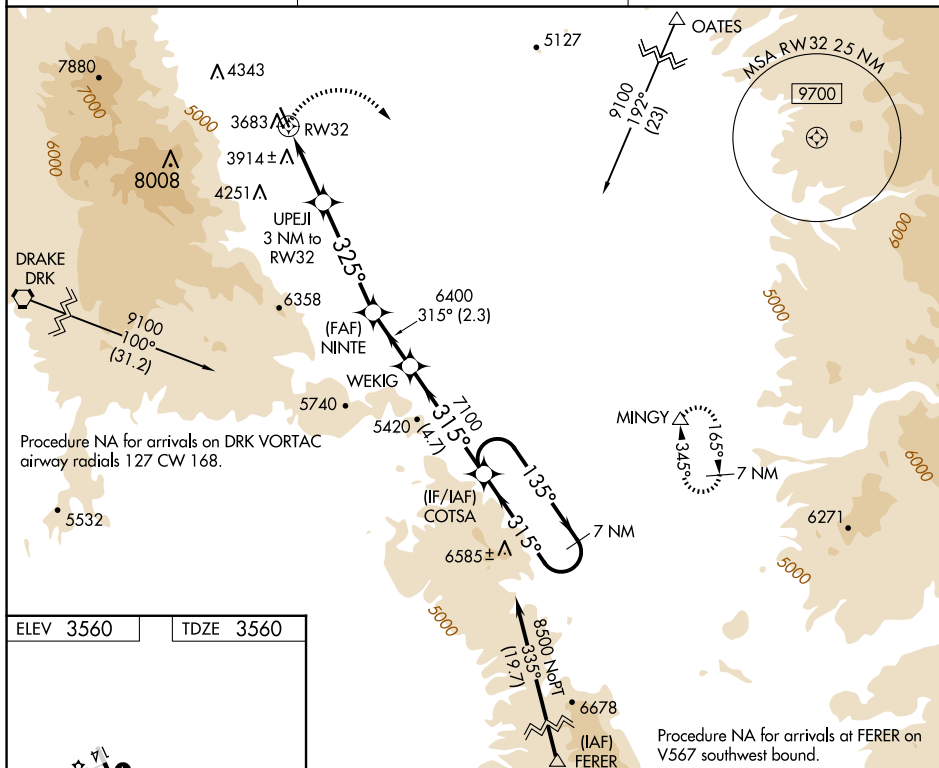 OATES
5127
7880
4343
MSA RW32 25 NM
7000
5000
9100
192°
(23)
9700
3683
RW32
6000
3914±
8008
4251
UPEJI
3 NM to
RW32
6000
325°
DRAKE
DRK
5000
6358
6400
315° (2.3)
9100
100°
(31.2)
(FAF)
NINTE
WEKIG
5740
7100
315°
(4.7)
5420
MINGY
165°
345°
7 NM
Procedure NA for arrivals on DRK VORTAC
airway radials 127 CW 168.
6000
135°
(IF/IAF)
COTSA
5532
315°
7 NM
6271
6585±
5000
5000
8500 NoPT
335°
(19.7)
ELEV 3560
TDZE 3560
6678
(IAF)
FERER
Procedure NA for arrivals at FERER on
V567 southwest bound.
14